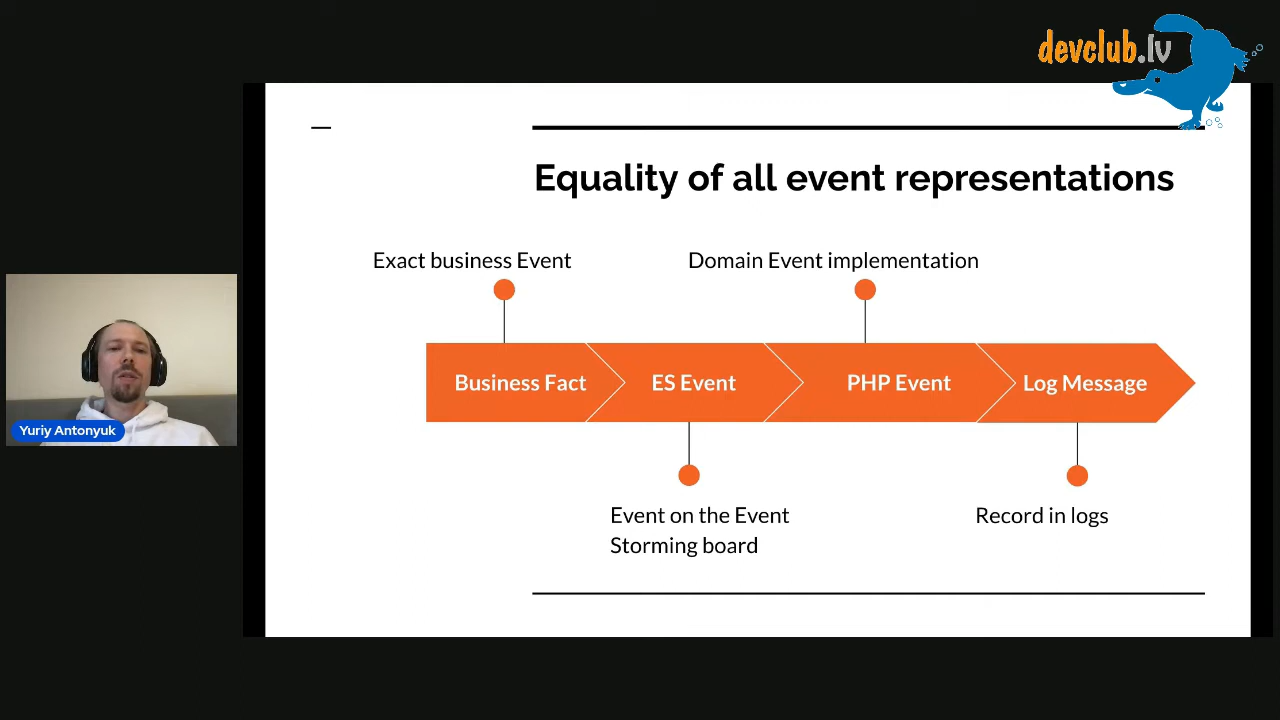 devclub.lv
Equality of all event representations
Exact business Event
Domain Event implementation
Business Fact
ES Event
PHP Event
Log Message
Event on the Event
Storming board
Record in logs
Yuriy Antonyuk